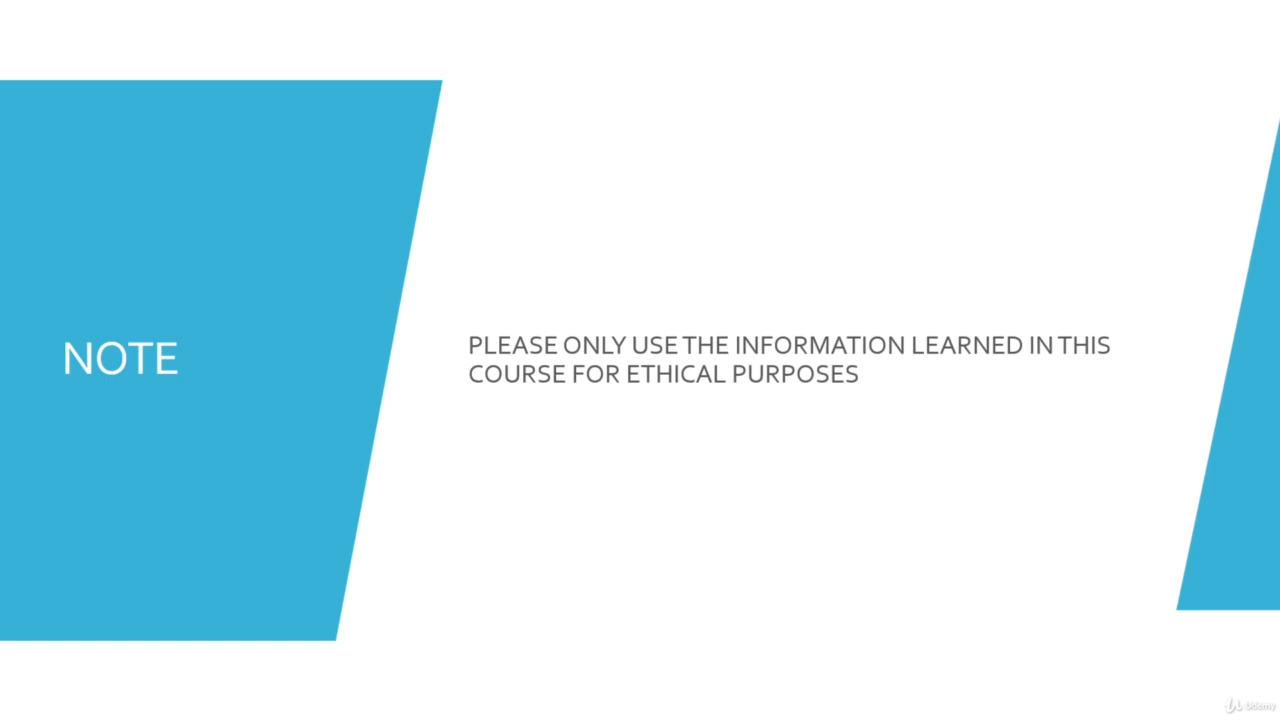 NOTE
PLEASE ONLY USE THE INFORMATION LEARNED IN THIS
COURSE FOR ETHICAL PURPOSES
Udemy